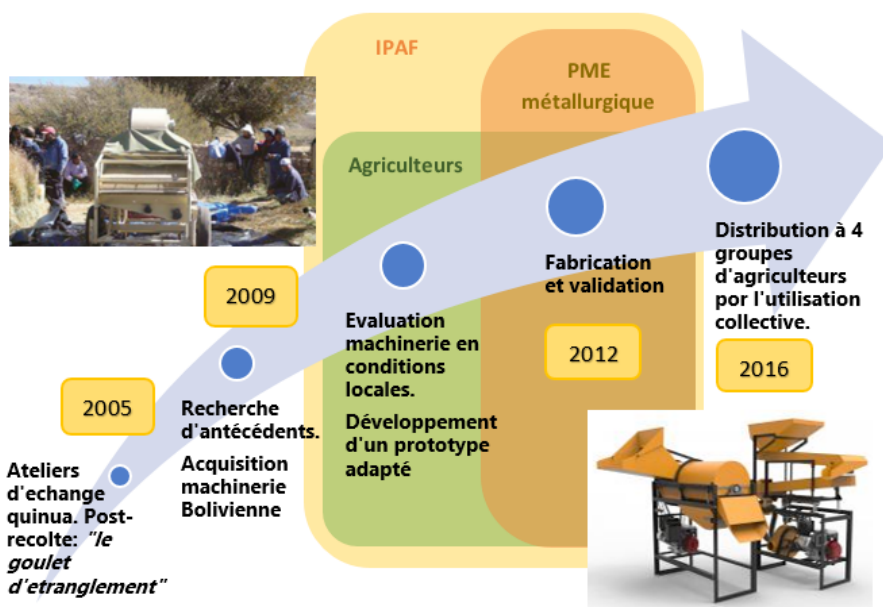 IPAF
PME
métallurgique
Agriculteurs
2005
Ateliers
d'echange
quinua. Post-
recolte: "le
goulet
d'etranglement"
2009
Recherche
d'antécédents.
Acquisition
machinerie
Bolivienne
Evaluation
machinerie en
conditions
locales.
Développement
d'un prototype
adapté
Fabrication
et validation
2012
Distribution à 4
groupes
d'agriculteurs
por l'utilisation
collective.
2016